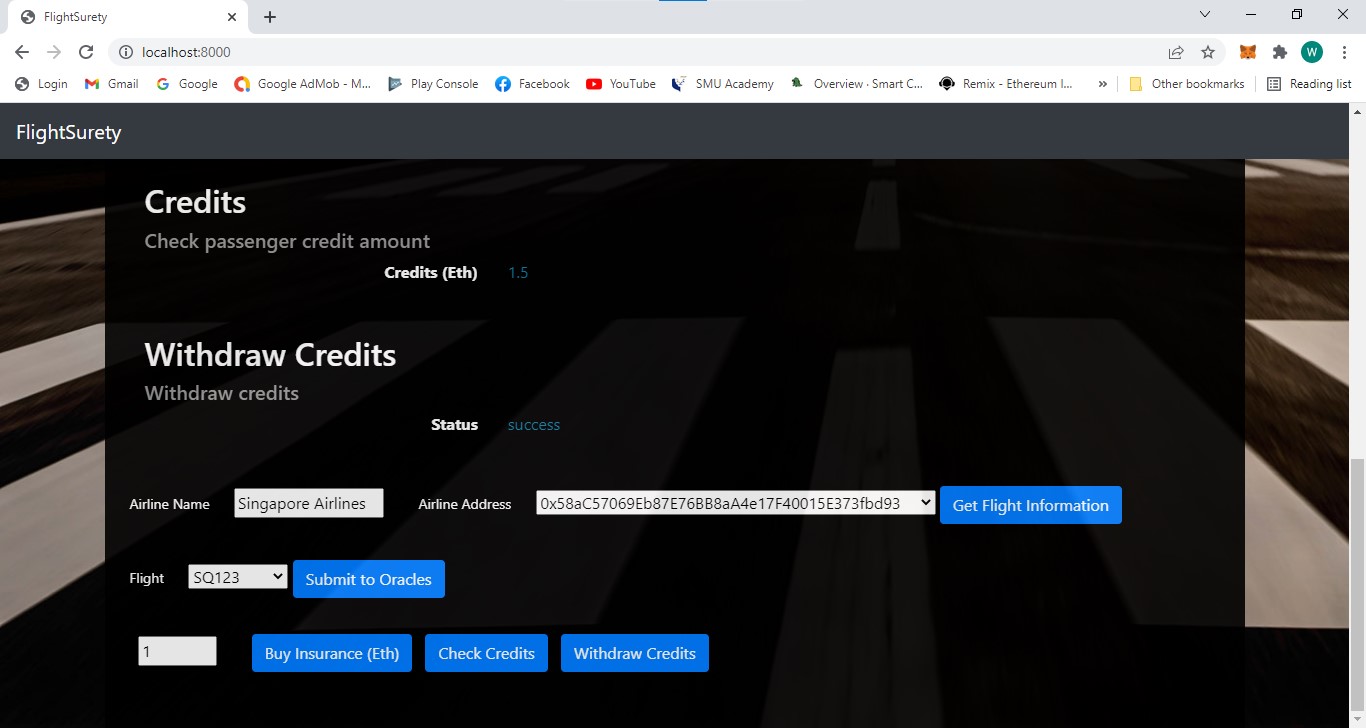 FlightSurety
localhost:8000
W
Login Gmail Google Google AdMob - M... Play Console Facebook YouTube SMU Academy Overview · Smart C... Remix - Ethereum I... » Other bookmarks Reading list
FlightSurety
Credits
Check passenger credit amount
Credits (Eth) 1.5
Withdraw Credits
Withdraw credits
Status success
Airline Name Singapore Airlines Airline Address 0x58aC57069Eb87E76BB8aA4e17F40015E373fbd93 Get Flight Information
Flight SQ123 Submit to Oracles
1 Buy Insurance (Eth) Check Credits Withdraw Credits